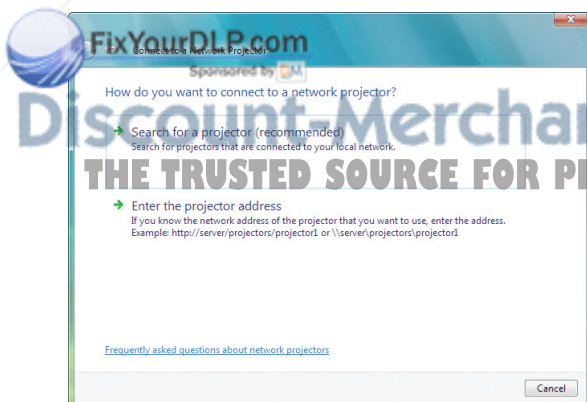 FixYourDLP.com
Connect to a Network Projector
Sponsored by DM
How do you want to connect to a network projector?
Discount-Merchan
Search for a projector (recommended)
Search for projectors that are connected to your local network.
THE TRUSTED SOURCE FOR PR
Enter the projector address
If you know the network address of the projector that you want to use, enter the address.
Example: http://server/projectors/projector1 or \\server\projectors\projector1
Frequently asked questions about network projectors
Cancel